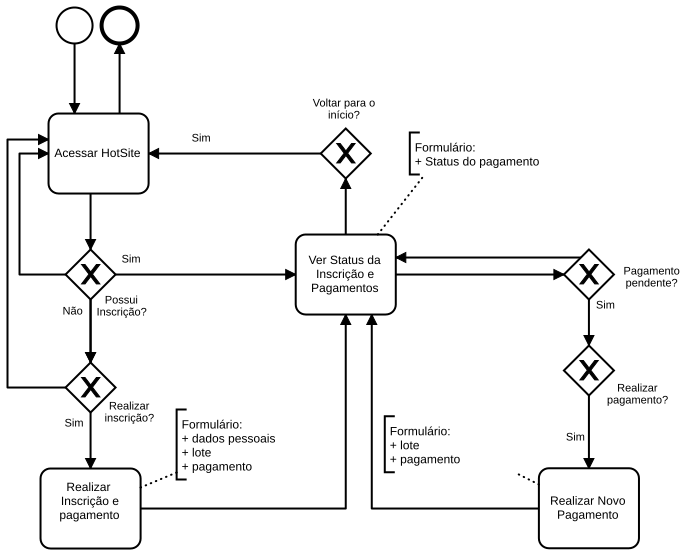 Voltar para o
início?
Sim
Formulário:
+ Status do pagamento
Acessar HotSite
Sim
Ver Status da
Inscrição e
Pagamentos
Pagamento
pendente?
Não
Possui
Inscrição?
Sim
Realizar
inscrição?
Sim
Realizar
pagamento?
Formulário:
+ dados pessoais
+ lote
+ pagamento
Formulário:
+ lote
+ pagamento
Sim
Realizar
Inscrição e
pagamento
Realizar Novo
Pagamento